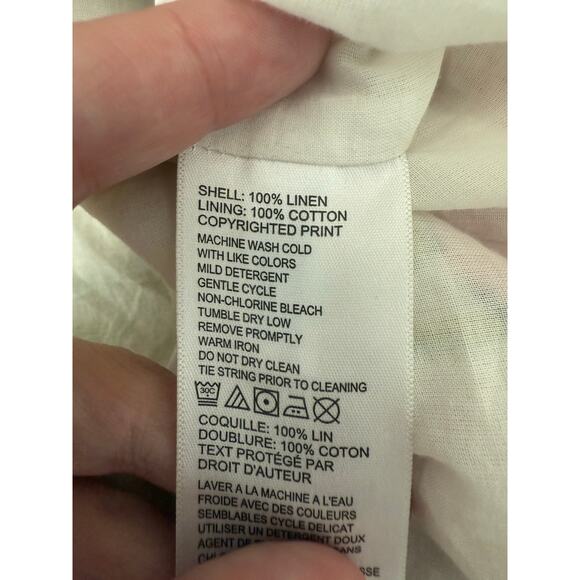 SHELL: 100% LINEN
LINING: 100% COTTON
COPYRIGHTED PRINT
MACHINE WASH COLD
WITH LIKE COLORS
MILD DETERGENT
GENTLE CYCLE
NON-CHLORINE BLEACH
TUMBLE DRY LOW
REMOVE PROMPTLY
WARM IRON
DO NOT DRY CLEAN
TIE STRING PRIOR TO CLEANING
30C
COQUILLE: 100% LIN
DOUBLURE: 100% COTON
TEXT PROTÉGÉ PAR
DROIT D'AUTEUR
LAVER A LA MACHINE A L'EAU
FROIDE AVEC DES COULEURS
SEMBLABLES CYCLE DELICAT
UTILISER UN DETERGENT DOUX
AGENT DE